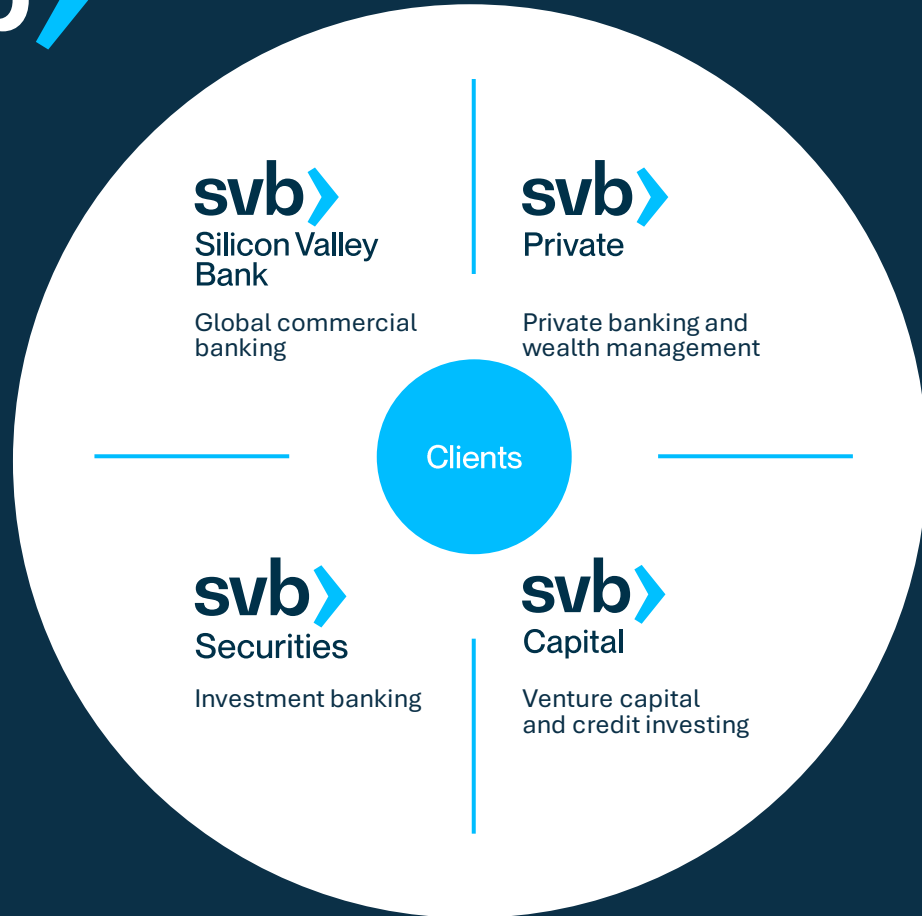 svb
Silicon Valley
Bank
Global commercial
banking
svb
Private
Private banking and
wealth management
Clients
svb
Securities
Investment banking
svb
Capital
Venture capital
and credit investing